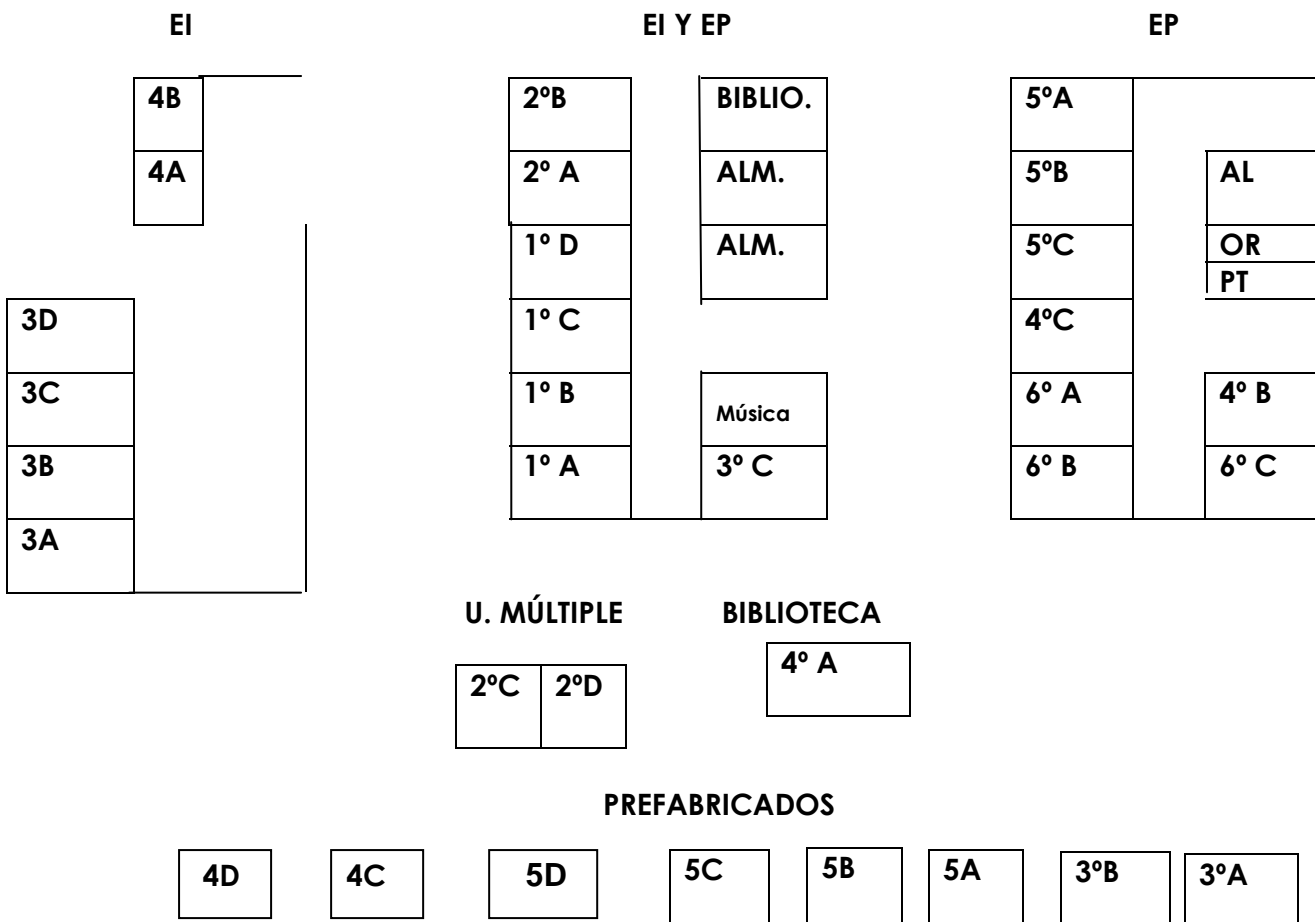 EI
EI Y EP
EP
4B
4A
3D
3C
3B
3A
2ºB
2º A
1º D
1º C
1º B
1º A
BIBLIO.
ALM.
ALM.
Música
3º C
5ºA
5ºB
5ºC
4ºC
6º A
6º B
AL
OR
PT
4º B
6º C
U. MÚLTIPLE
BIBLIOTECA
2ºC
2ºD
4º A
PREFABRICADOS
4D
4C
5D
5C
5B
5A
3ºB
3ºA